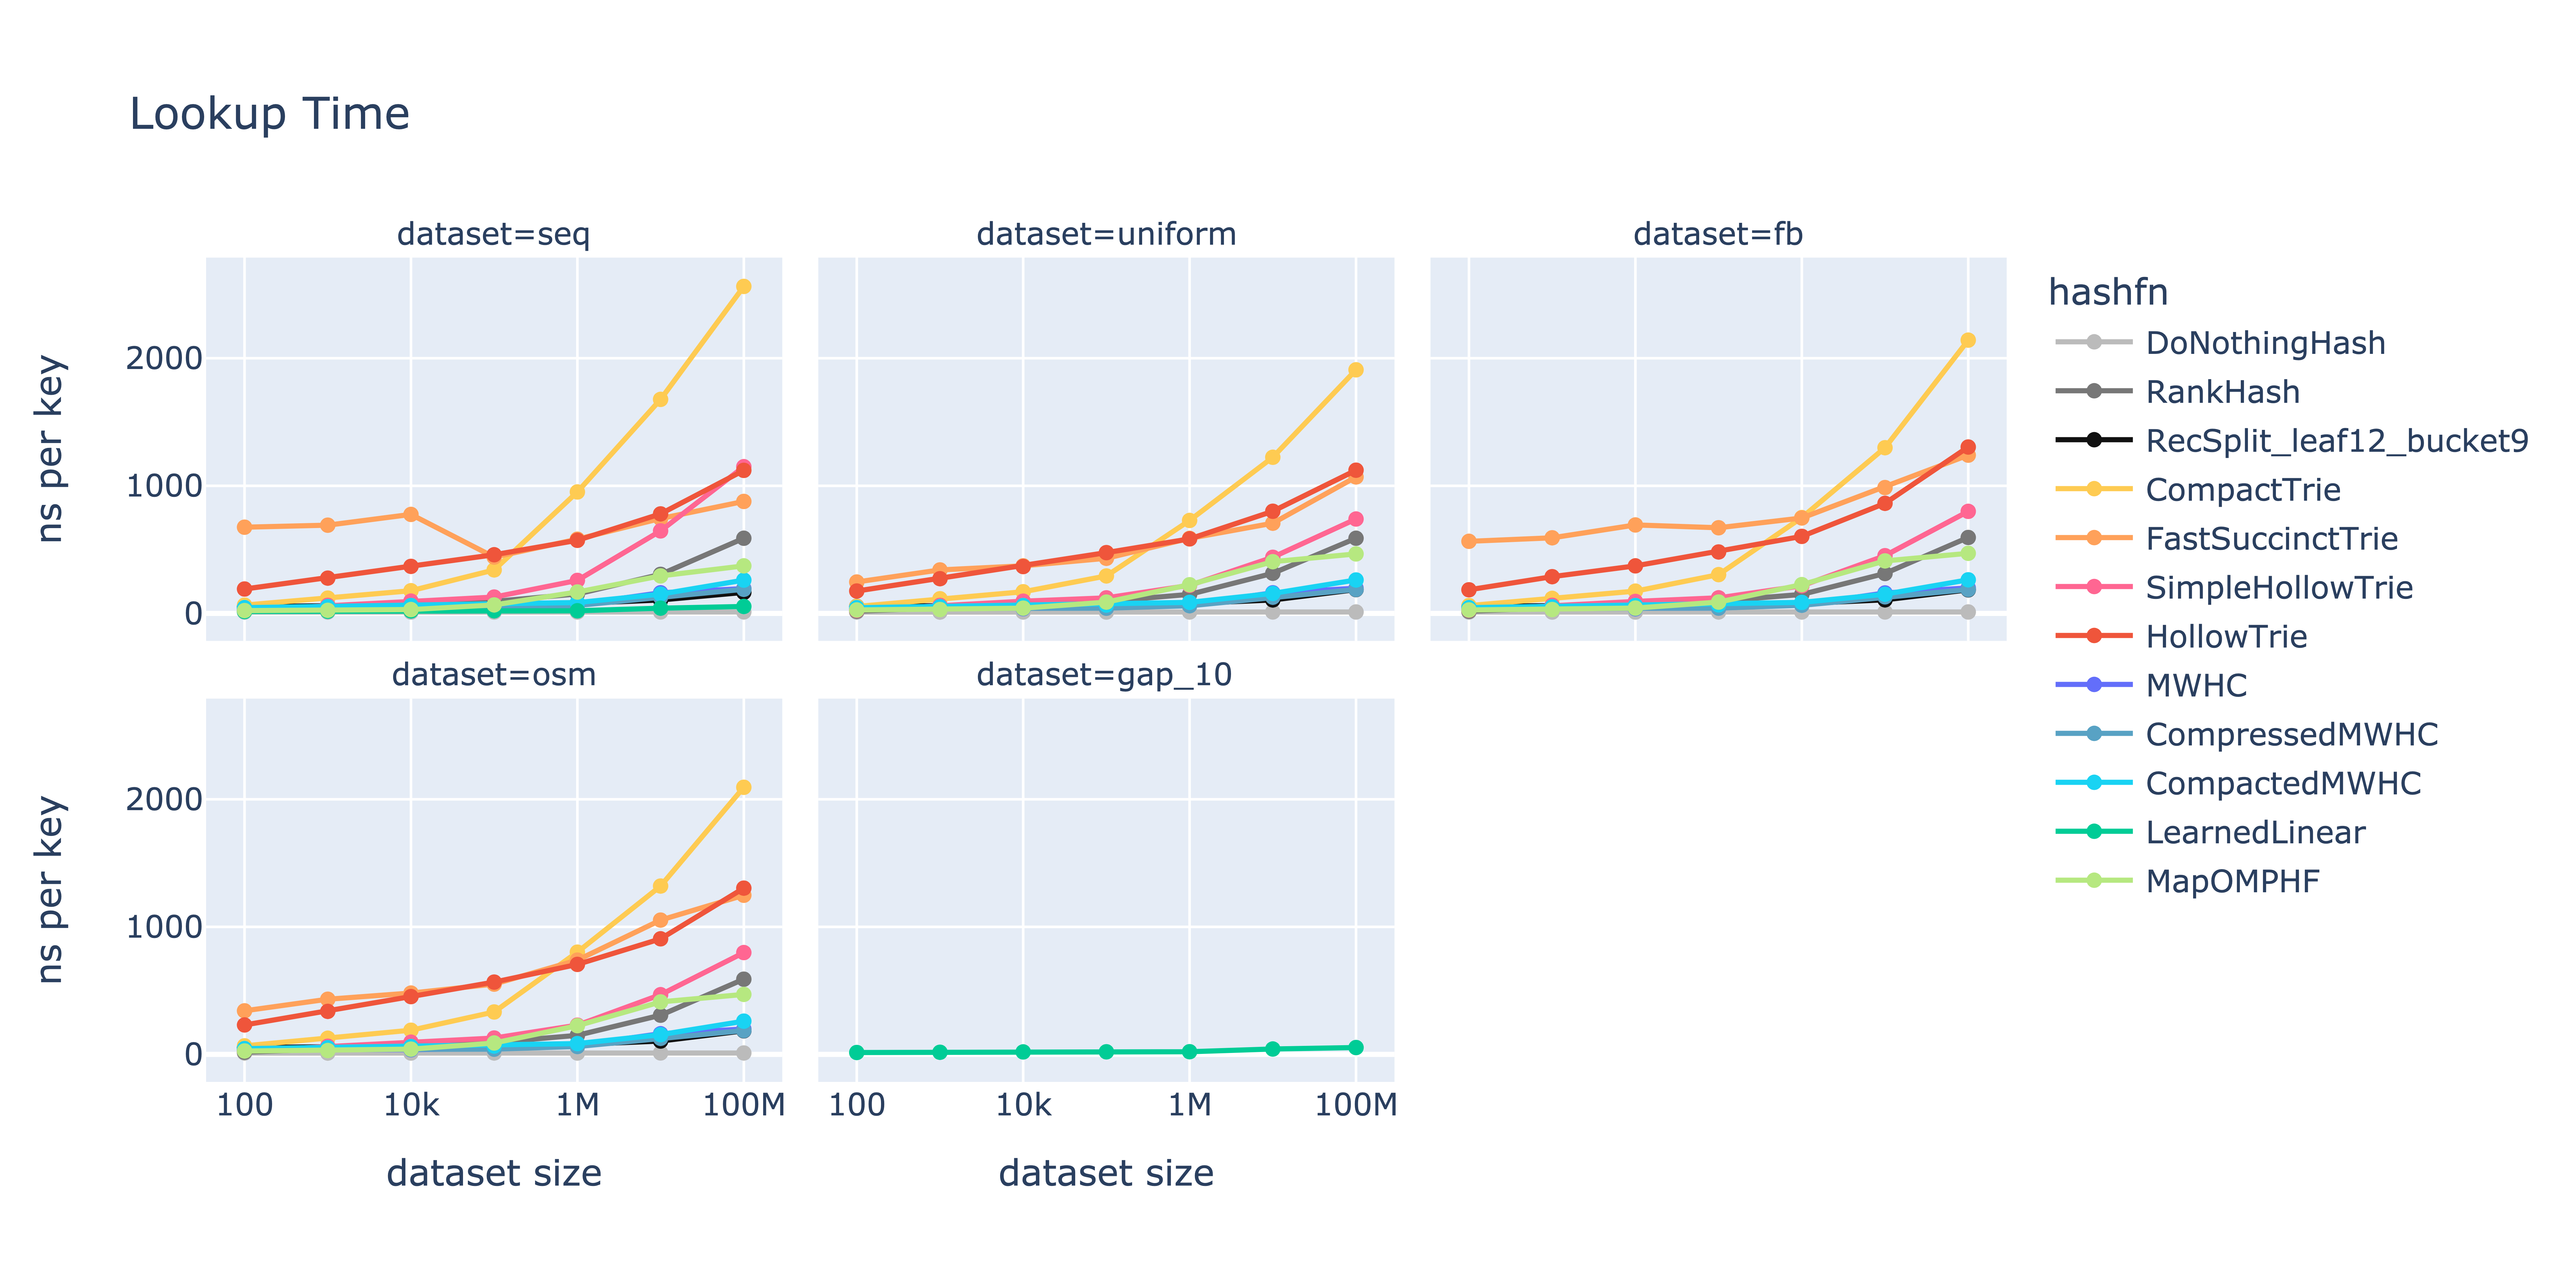 Lookup Time
dataset=seq
dataset=uniform
dataset=fb
ns per key
2000
1000
0
hashfn
DoNothingHash
RankHash
RecSplit_leaf12_bucket9
CompactTrie
FastSuccinctTrie
SimpleHollowTrie
HollowTrie
MWHC
CompressedMWHC
CompactedMWHC
LearnedLinear
MapOMPHF
dataset=osm
dataset=gap_10
ns per key
2000
1000
0
100 10k 1M 100M
100 10k 1M 100M
dataset size
dataset size